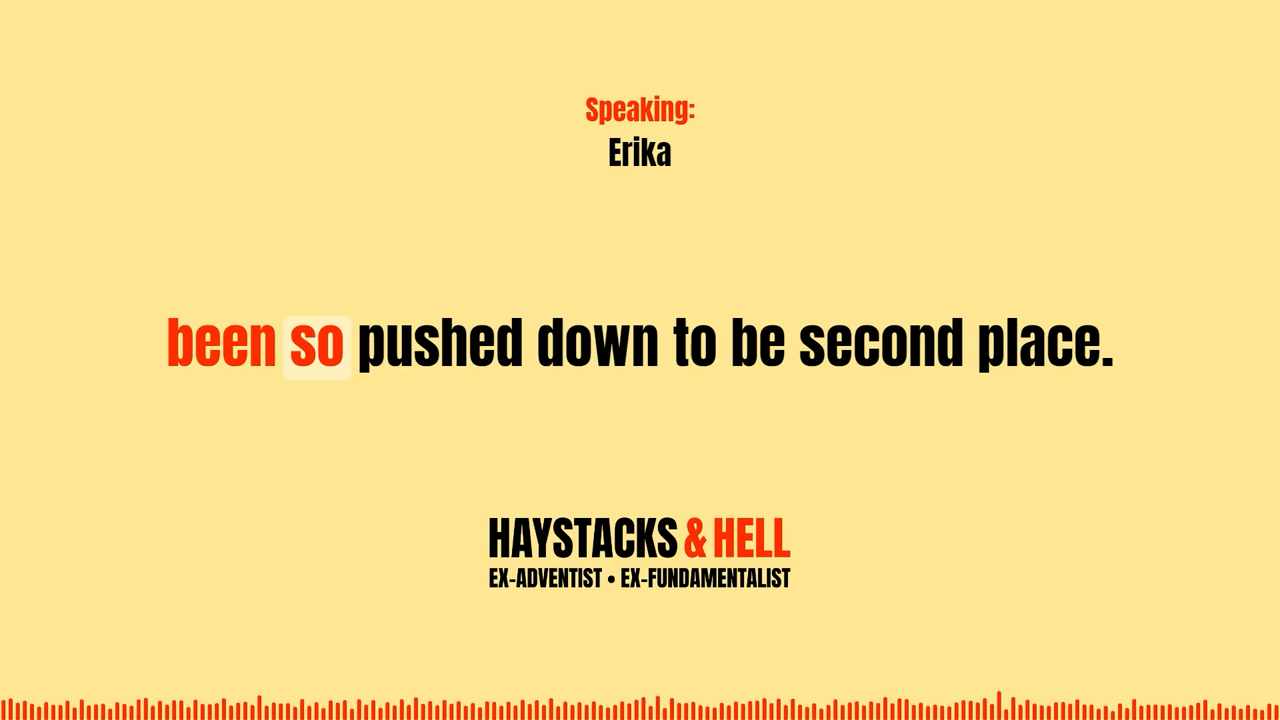 Speaking:
Erika
been so pushed down to be second place.
HAYSTACKS & HELL
EX-ADVENTIST • EX-FUNDAMENTALIST